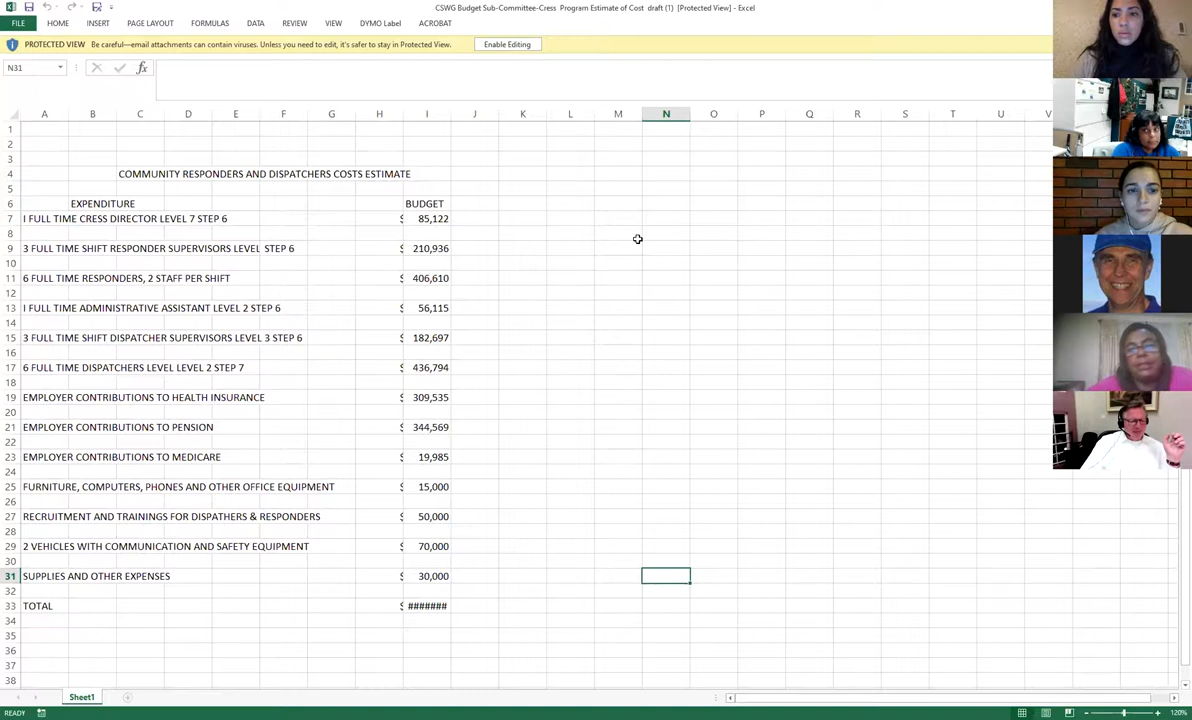 CSWG Budget Sub-Committee-Cress Program Estimate of Cost draft (1) [Protected View] - Excel
FILE HOME INSERT PAGE LAYOUT FORMULAS DATA REVIEW VIEW DYMO Label ACROBAT
PROTECTED VIEW Be careful—email attachments can contain viruses. Unless you need to edit, it's safer to stay in Protected View. Enable Editing
N31 fx
A B C D E F G H I J K L M N O P Q R S T U V
1
2
3
4 COMMUNITY RESPONDERS AND DISPATCHERS COSTS ESTIMATE
5
6 EXPENDITURE BUDGET
7 I FULL TIME CRESS DIRECTOR LEVEL 7 STEP 6 $ 85,122
8
9 3 FULL TIME SHIFT RESPONDER SUPERVISORS LEVEL STEP 6 $ 210,936
10
11 6 FULL TIME RESPONDERS, 2 STAFF PER SHIFT $ 406,610
12
13 I FULL TIME ADMINISTRATIVE ASSISTANT LEVEL 2 STEP 6 $ 56,115
14
15 3 FULL TIME SHIFT DISPATCHER SUPERVISORS LEVEL 3 STEP 6 $ 182,697
16
17 6 FULL TIME DISPATCHERS LEVEL LEVEL 2 STEP 7 $ 436,794
18
19 EMPLOYER CONTRIBUTIONS TO HEALTH INSURANCE $ 309,535
20
21 EMPLOYER CONTRIBUTIONS TO PENSION $ 344,569
22
23 EMPLOYER CONTRIBUTIONS TO MEDICARE $ 19,985
24
25 FURNITURE, COMPUTERS, PHONES AND OTHER OFFICE EQUIPMENT $ 15,000
26
27 RECRUITMENT AND TRAININGS FOR DISPATHERS & RESPONDERS $ 50,000
28
29 2 VEHICLES WITH COMMUNICATION AND SAFETY EQUIPMENT $ 70,000
30
31 SUPPLIES AND OTHER EXPENSES $ 30,000
32
33 TOTAL $ #######
34
35
36
37
38
Sheet1
READY 120%